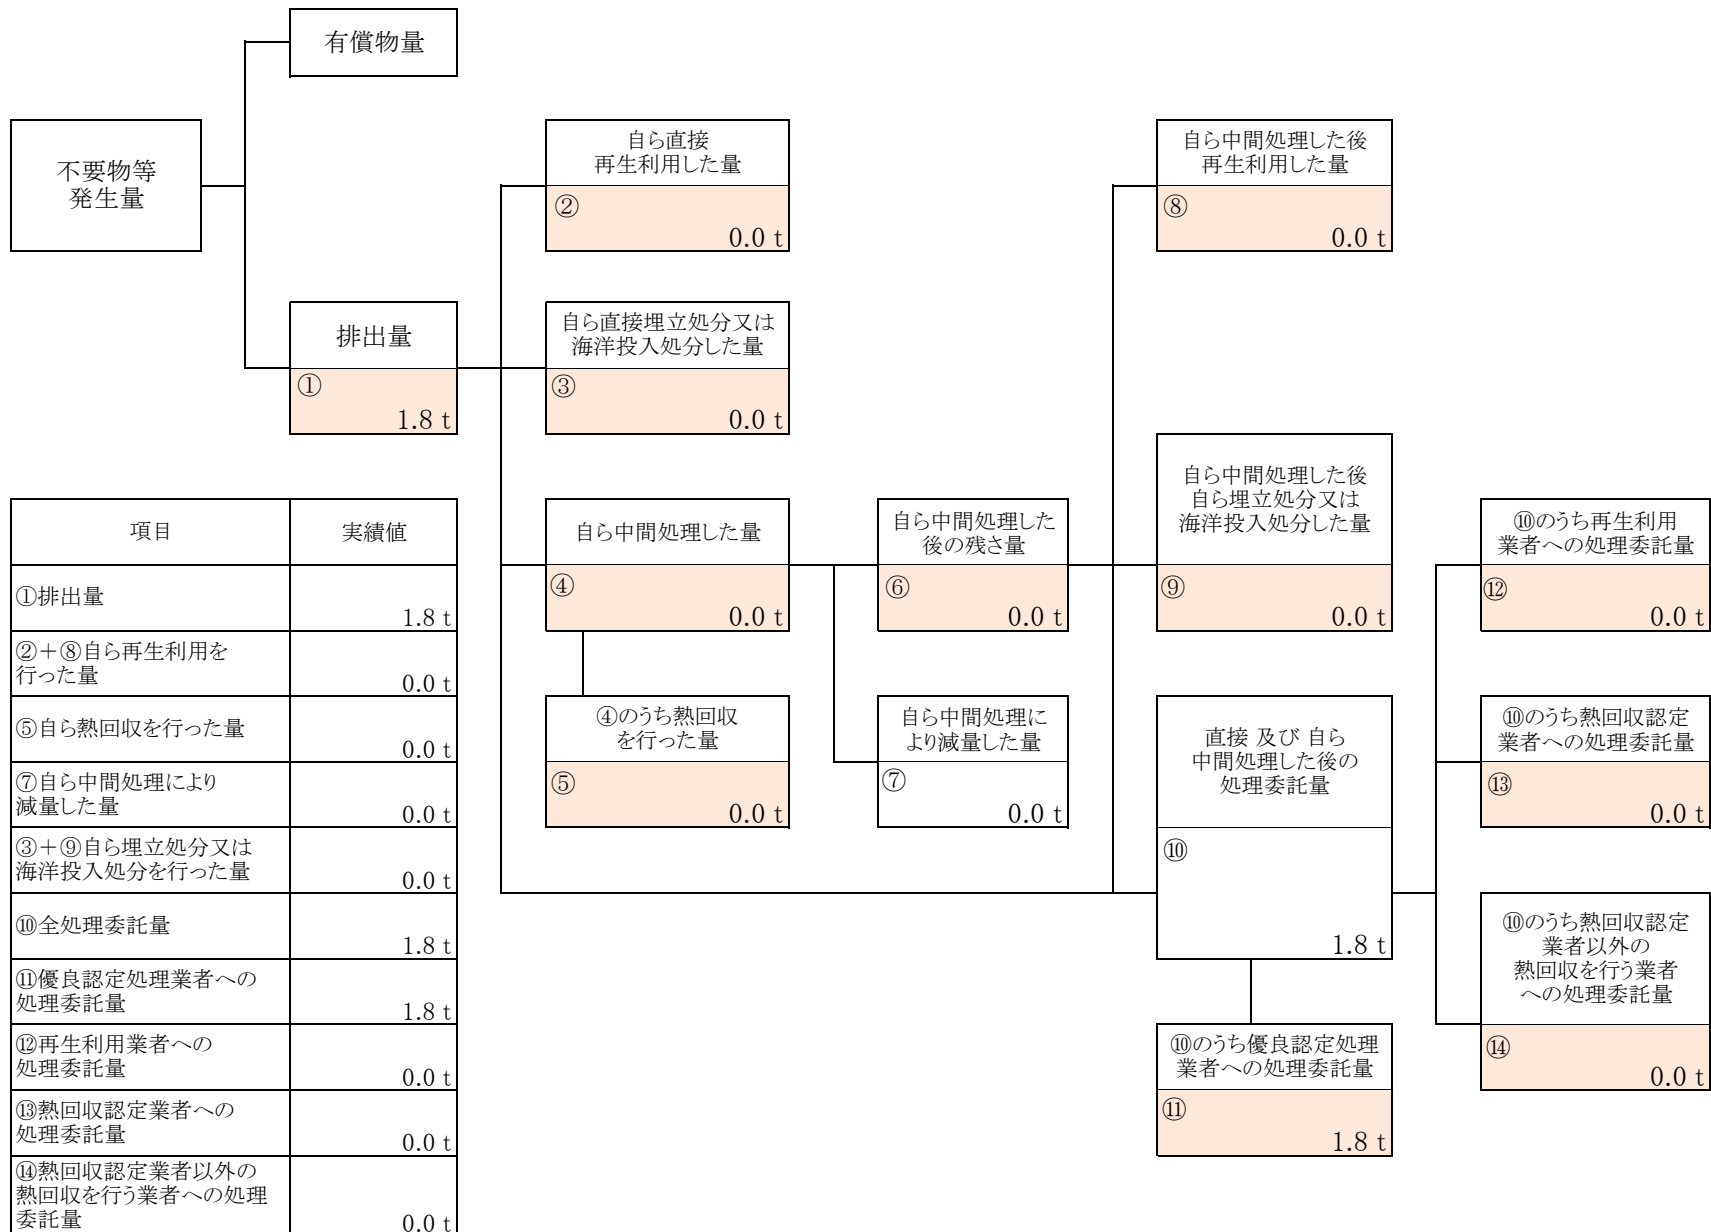 有償物量
不要物等
発生量
自ら直接
再生利用した量
②
0.0 t
自ら中間処理した後
再生利用した量
⑧
0.0 t
排出量
①
1.8 t
自ら直接埋立処分又は
海洋投入処分した量
③
0.0 t
自ら中間処理した量
④
0.0 t
自ら中間処理した
後の残さ量
⑥
0.0 t
自ら中間処理した後
自ら埋立処分又は
海洋投入処分した量
⑨
0.0 t
⑩のうち再生利用
業者への処理委託量
⑫
0.0 t
④のうち熱回収
を行った量
⑤
0.0 t
自ら中間処理に
より減量した量
⑦
0.0 t
直接 及び 自ら
中間処理した後の
処理委託量
⑩
1.8 t
⑩のうち熱回収認定
業者への処理委託量
⑬
0.0 t
⑩のうち熱回収認定
業者以外の
熱回収を行う業者
への処理委託量
⑭
0.0 t
⑩のうち優良認定処理
業者への処理委託量
⑪
1.8 t
項目 実績値
①排出量
1.8 t
②＋⑧自ら再生利用を
行った量
0.0 t
⑤自ら熱回収を行った量
0.0 t
⑦自ら中間処理により
減量した量
0.0 t
③＋⑨自ら埋立処分又は
海洋投入処分を行った量
0.0 t
⑩全処理委託量
1.8 t
⑪優良認定処理業者への
処理委託量
1.8 t
⑫再生利用業者への
処理委託量
0.0 t
⑬熱回収認定業者への
処理委託量
0.0 t
⑭熱回収認定業者以外の
熱回収を行う業者への処理
委託量
0.0 t